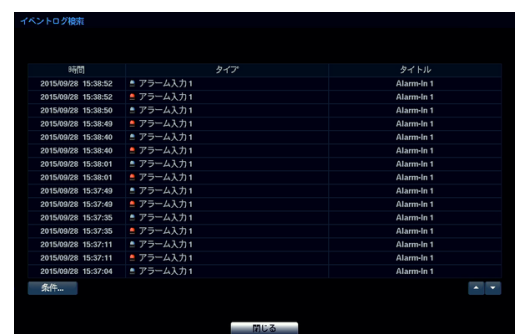 イベントログ検索
時間 タイプ タイトル
2015/09/28 15:38:52 アラーム入力 1 Alarm-In 1
2015/09/28 15:38:52 アラーム入力 1 Alarm-In 1
2015/09/28 15:38:50 アラーム入力 1 Alarm-In 1
2015/09/28 15:38:49 アラーム入力 1 Alarm-In 1
2015/09/28 15:38:40 アラーム入力 1 Alarm-In 1
2015/09/28 15:38:40 アラーム入力 1 Alarm-In 1
2015/09/28 15:38:01 アラーム入力 1 Alarm-In 1
2015/09/28 15:38:01 アラーム入力 1 Alarm-In 1
2015/09/28 15:37:49 アラーム入力 1 Alarm-In 1
2015/09/28 15:37:49 アラーム入力 1 Alarm-In 1
2015/09/28 15:37:35 アラーム入力 1 Alarm-In 1
2015/09/28 15:37:35 アラーム入力 1 Alarm-In 1
2015/09/28 15:37:11 アラーム入力 1 Alarm-In 1
2015/09/28 15:37:11 アラーム入力 1 Alarm-In 1
2015/09/28 15:37:04 アラーム入力 1 Alarm-In 1
条件...
閉じる